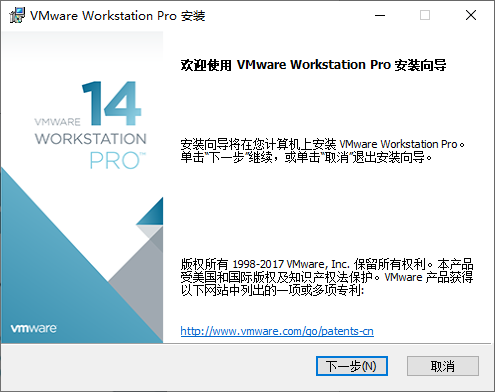 VMware Workstation Pro 安装
欢迎使用 VMware Workstation Pro 安装向导
VMWARE 14
WORKSTATION
PRO™
安装向导将在您计算机上安装 VMware Workstation Pro。
单击“下一步”继续，或单击“取消”退出安装向导。
版权所有 1998-2017 VMware, Inc. 保留所有权利。本产品
受美国和国际版权及知识产权法保护。VMware 产品获得
以下网站中列出的一项或多项专利:
http://www.vmware.com/go/patents-cn
vmware
下一步(N)
取消